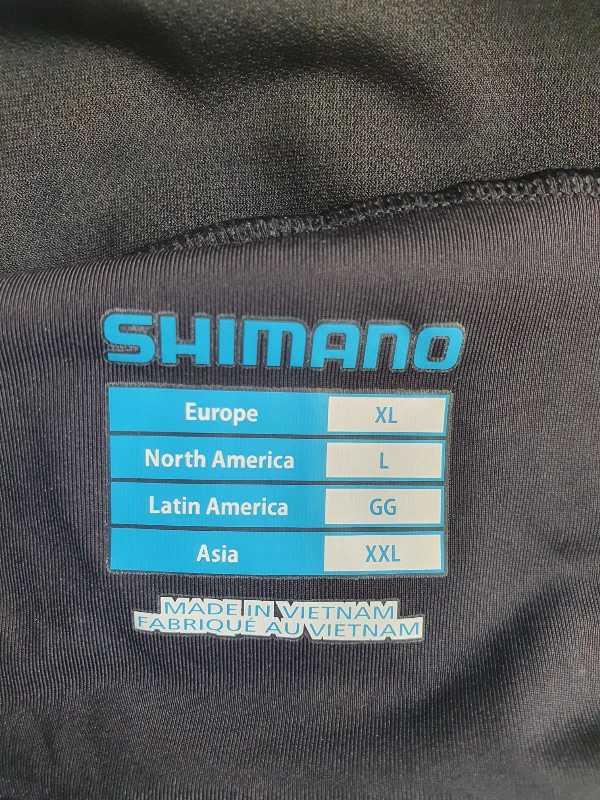 SHIMANO
Europe XL
North America L
Latin America GG
Asia XXL
MADE IN VIETNAM
FABRIQUÉ AU VIETNAM